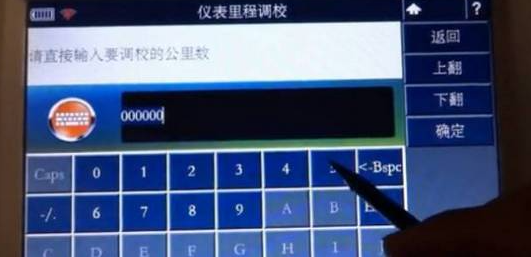 仪表里程调校
?
返回
请直接输入要调校的公里数
上翻
下翻
000000
确定
Caps 0 1 2 3 4 5 <-Bspc
-/. 6 7 8 9 A B
C D E F G H I